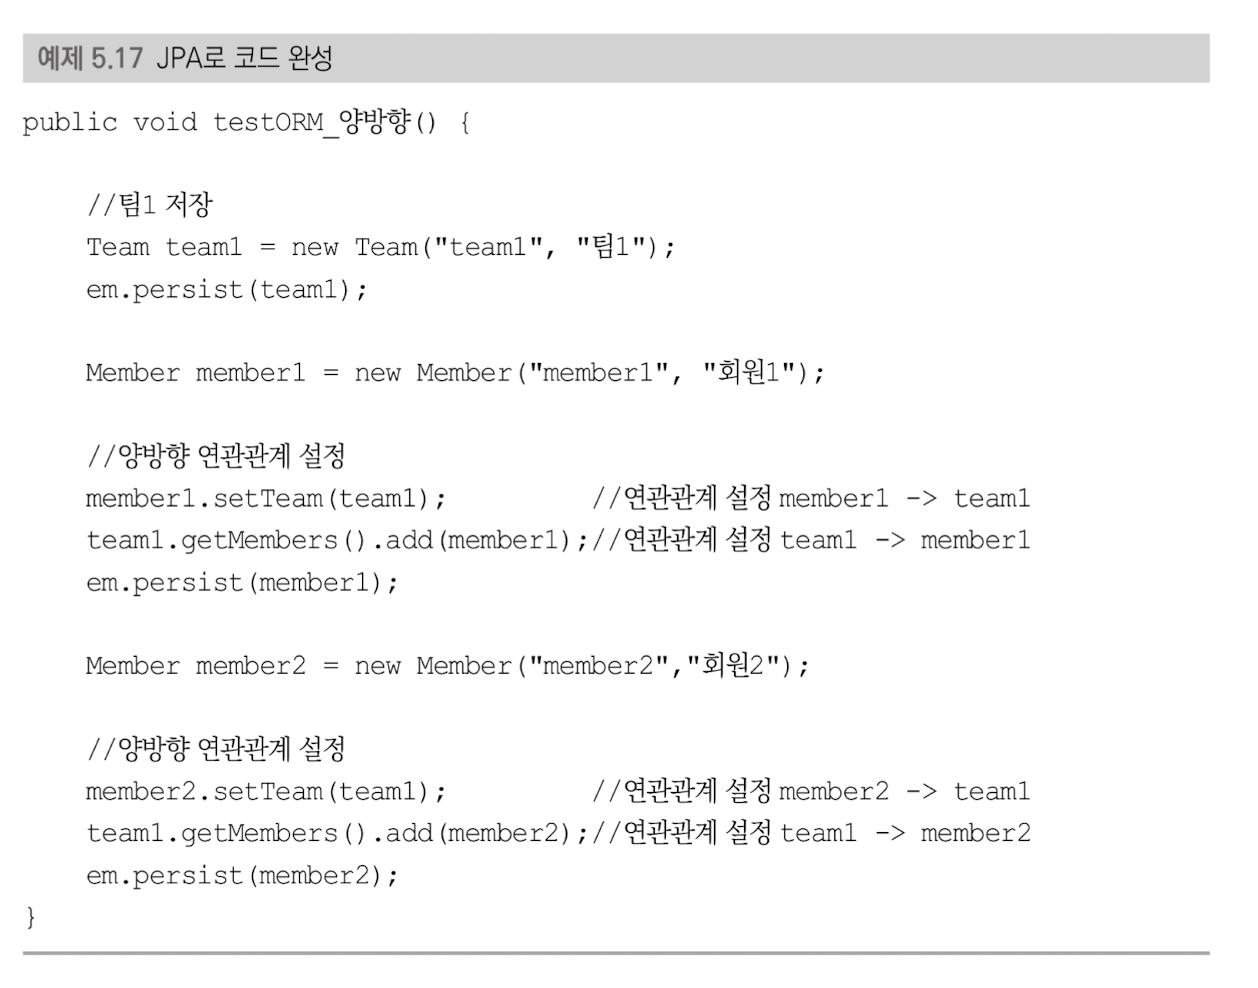 예제 5.17 JPA로 코드 완성
public void testORM_양방향() {
//팀1 저장
Team team1 = new Team("team1", "팀1");
em.persist(team1);
Member member1 = new Member("member1", "회원1");
//양방향 연관관계 설정
member1.setTeam(team1);         //연관관계 설정 member1 -> team1
team1.getMembers().add(member1);//연관관계 설정 team1 -> member1
em.persist(member1);
Member member2 = new Member("member2","회원2");
//양방향 연관관계 설정
member2.setTeam(team1);         //연관관계 설정 member2 -> team1
team1.getMembers().add(member2);//연관관계 설정 team1 -> member2
em.persist(member2);
}